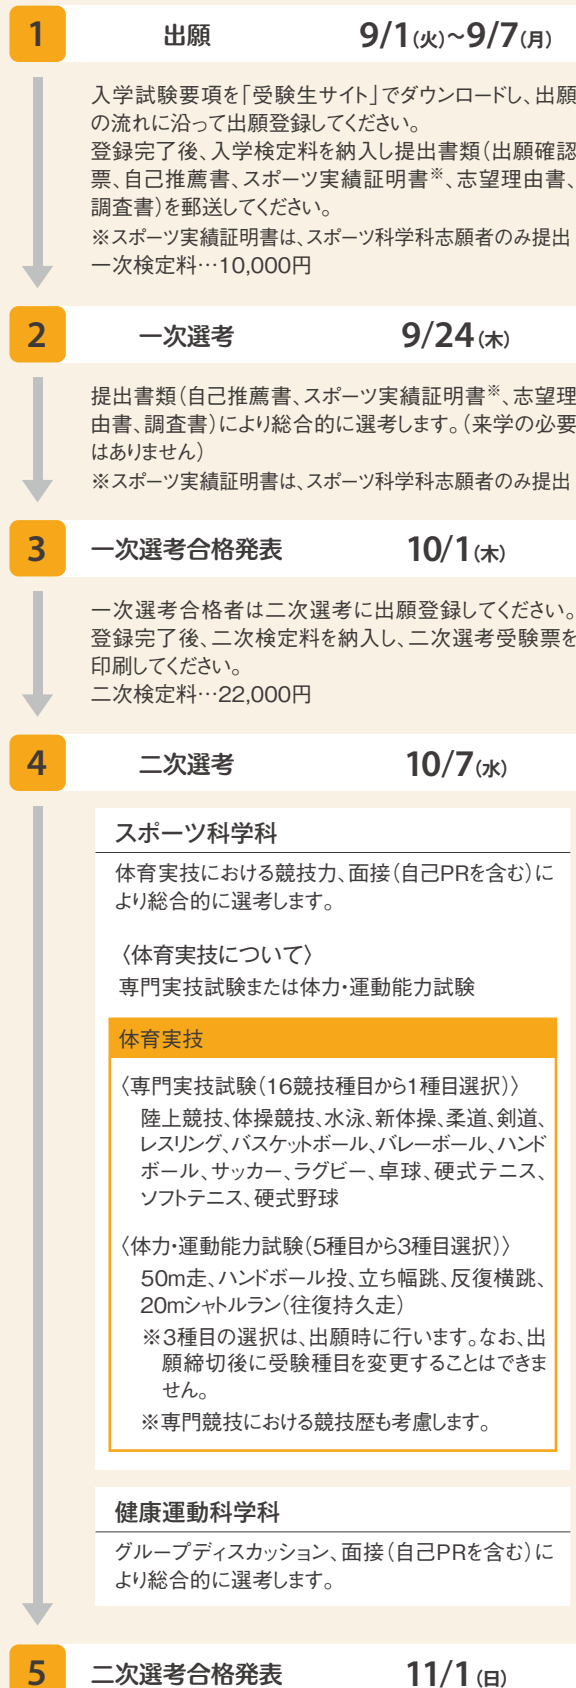 1 出願 9/1(火)~9/7(月)
入学試験要項を「受験生サイト」でダウンロードし、出願
の流れに沿って出願登録してください。
登録完了後、入学検定料を納入し提出書類(出願確認
票、自己推薦書、スポーツ実績証明書※、志望理由書、
調査書)を郵送してください。
※スポーツ実績証明書は、スポーツ科学科志願者のみ提出
一次検定料…10,000円
2 一次選考 9/24(木)
提出書類(自己推薦書、スポーツ実績証明書※、志望理
由書、調査書)により総合的に選考します。(来学の必要
はありません)
※スポーツ実績証明書は、スポーツ科学科志願者のみ提出
3 一次選考合格発表 10/1(木)
一次選考合格者は二次選考に出願登録してください。
登録完了後、二次検定料を納入し、二次選考受験票を
印刷してください。
二次検定料…22,000円
4 二次選考 10/7(水)
スポーツ科学科
体育実技における競技力、面接(自己PRを含む)に
より総合的に選考します。
〈体育実技について〉
専門実技試験または体力・運動能力試験
体育実技
〈専門実技試験(16競技種目から1種目選択)〉
陸上競技、体操競技、水泳、新体操、柔道、剣道、
レスリング、バスケットボール、バレーボール、ハンド
ボール、サッカー、ラグビー、卓球、硬式テニス、
ソフトテニス、硬式野球
〈体力・運動能力試験(5種目から3種目選択)〉
50m走、ハンドボール投、立ち幅跳、反復横跳、
20mシャトルラン(往復持久走)
※3種目の選択は、出願時に行います。なお、出
願締切後に受験種目を変更することはできま
せん。
※専門競技における競技歴も考慮します。
健康運動科学科
グループディスカッション、面接(自己PRを含む)に
より総合的に選考します。
5 二次選考合格発表 11/1(日)